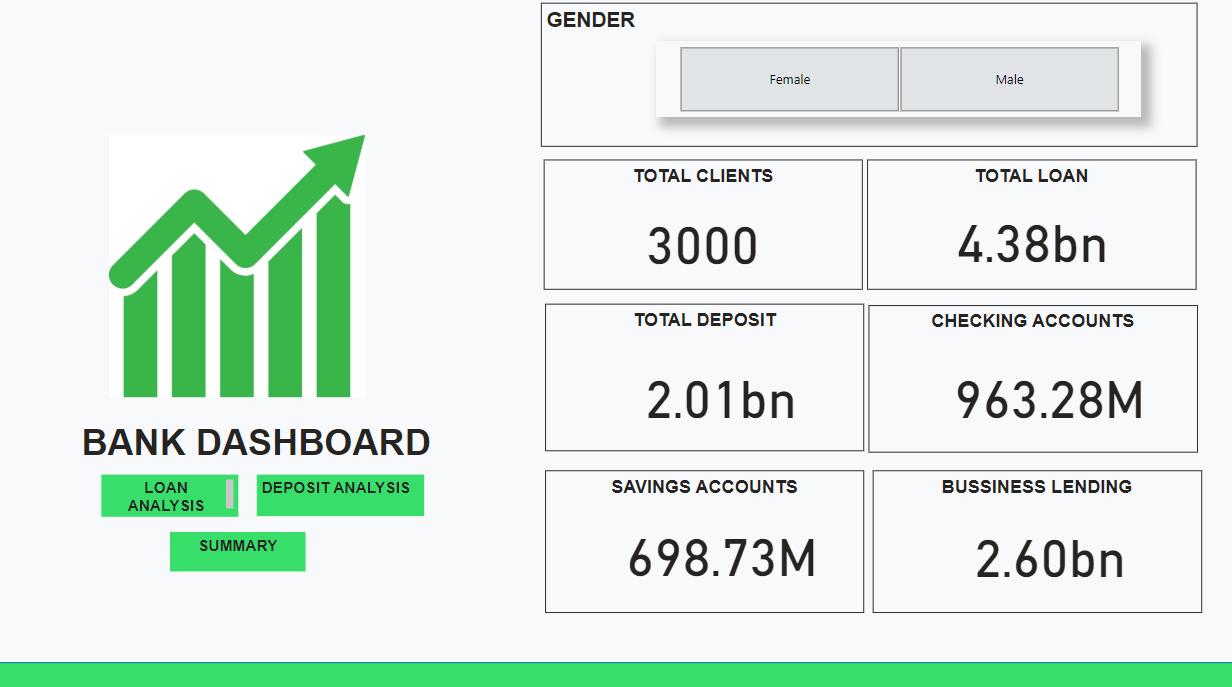 GENDER
Female
Male
TOTAL CLIENTS
3000
TOTAL LOAN
4.38bn
TOTAL DEPOSIT
2.01bn
CHECKING ACCOUNTS
963.28M
SAVINGS ACCOUNTS
698.73M
BUSSINESS LENDING
2.60bn
BANK DASHBOARD
LOAN
ANALYSIS
DEPOSIT ANALYSIS
SUMMARY